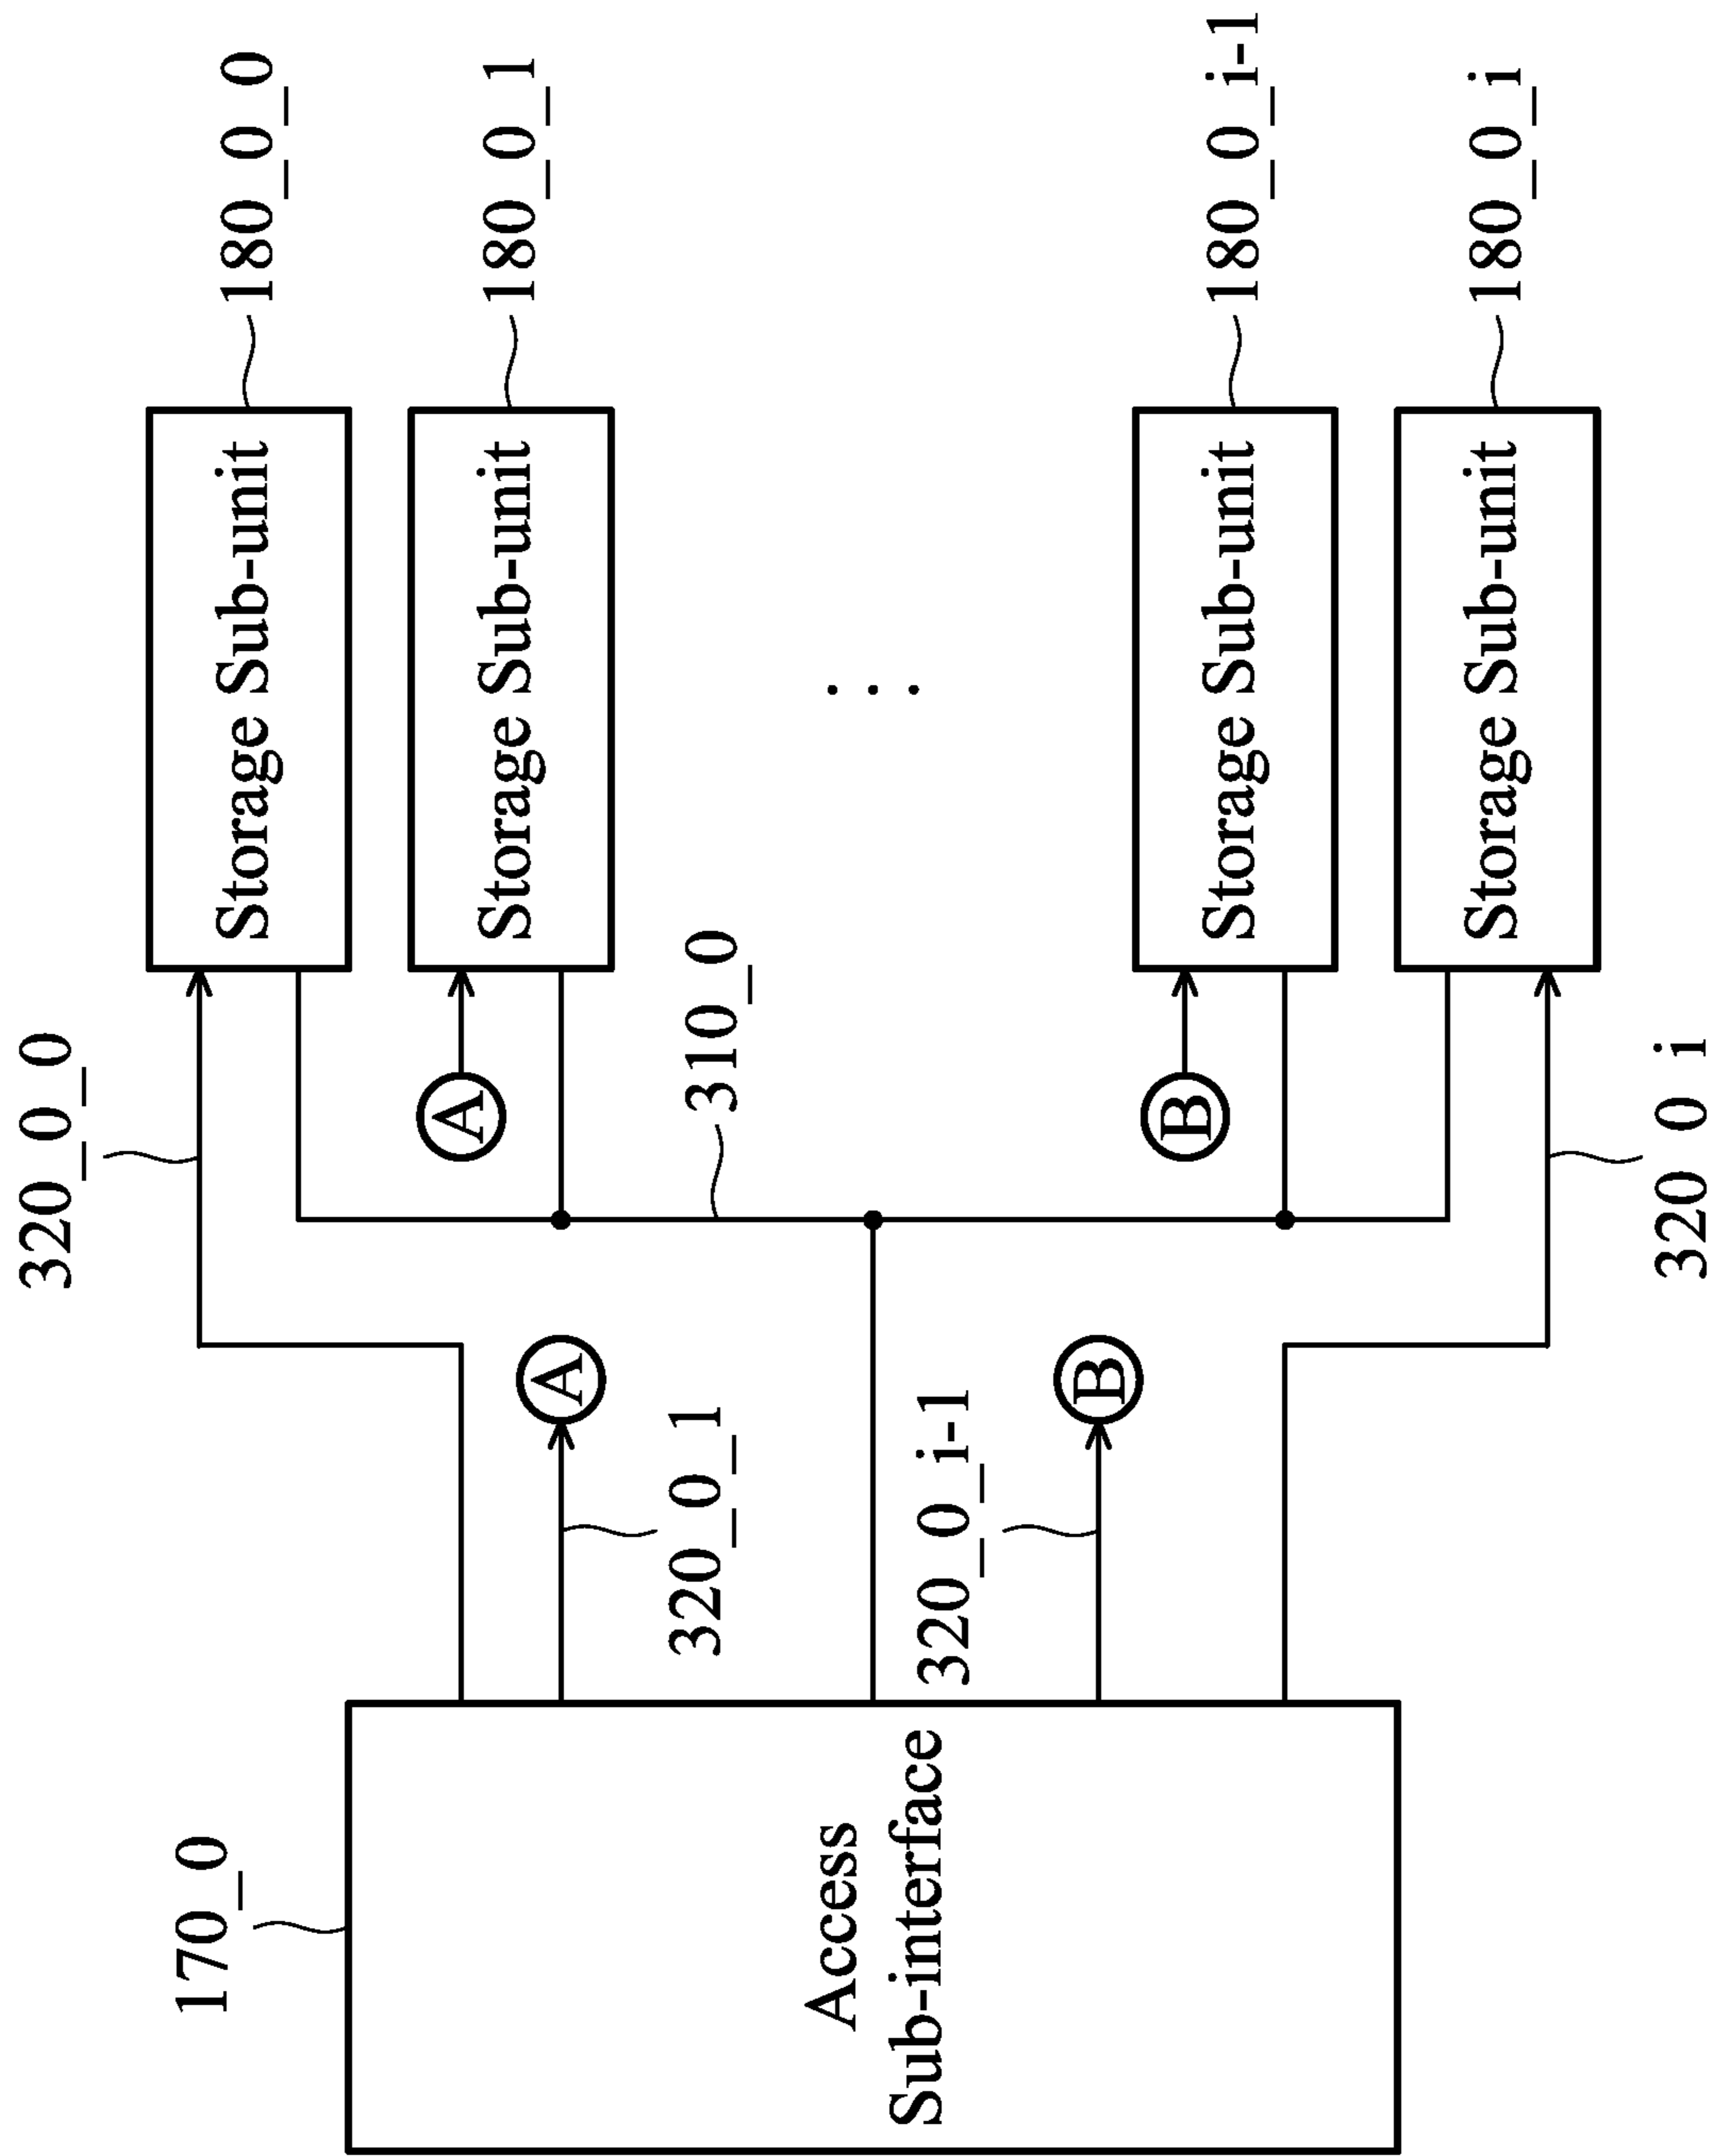 170_0
Access
Sub-interface
320_0_0
320_0_1
A
320_0_i-1
B
320_0_i
310_0
A
B
Storage Sub-unit
180_0_0
Storage Sub-unit
180_0_1
. . .
Storage Sub-unit
180_0_i-1
Storage Sub-unit
180_0_i